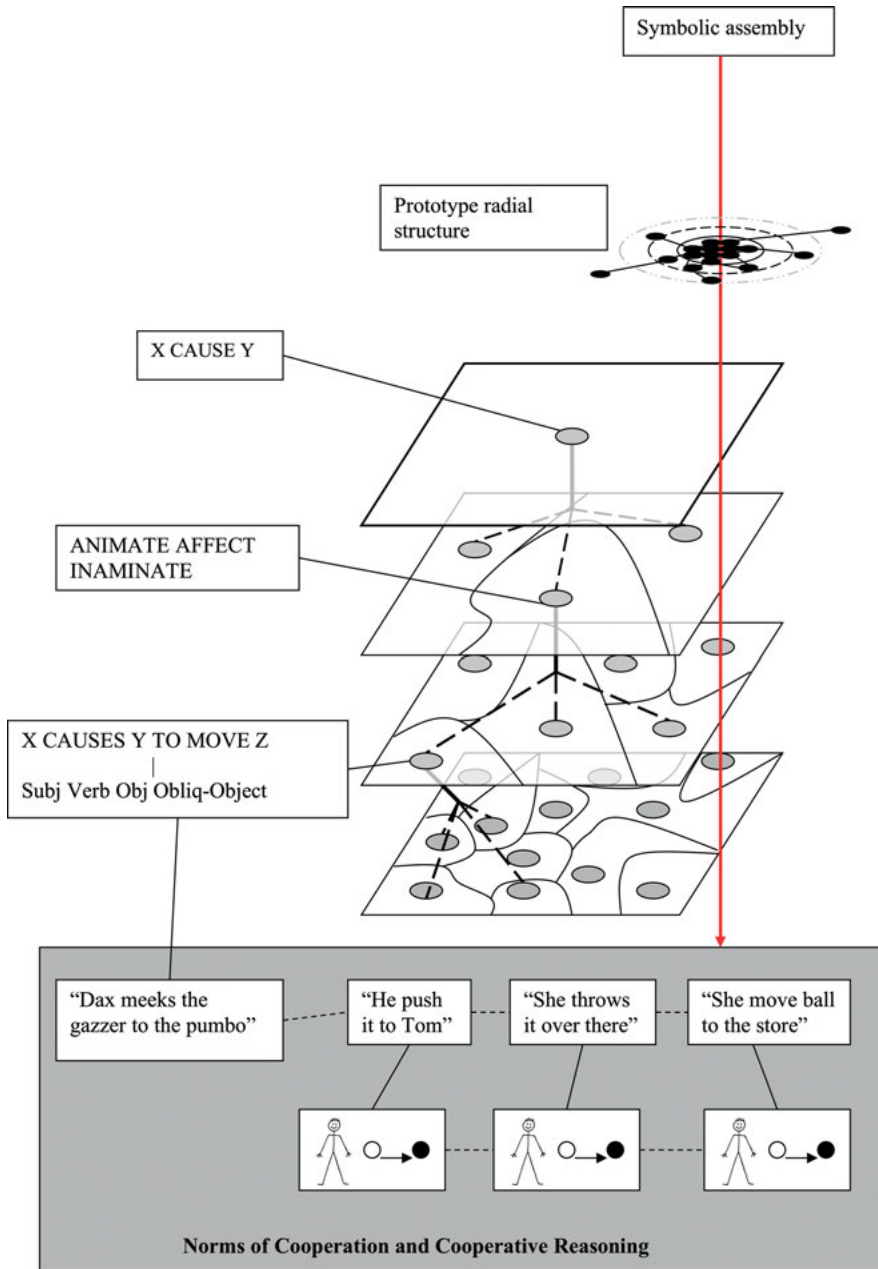 Symbolic assembly
Prototype radial
structure
X CAUSE Y
ANIMATE AFFECT
INAMINATE
X CAUSES Y TO MOVE Z
|
Subj Verb Obj Obliq-Object
“Dax meeks the
gazzer to the pumbo”
“He push
it to Tom”
“She throws
it over there”
“She move ball
to the store”
Norms of Cooperation and Cooperative Reasoning